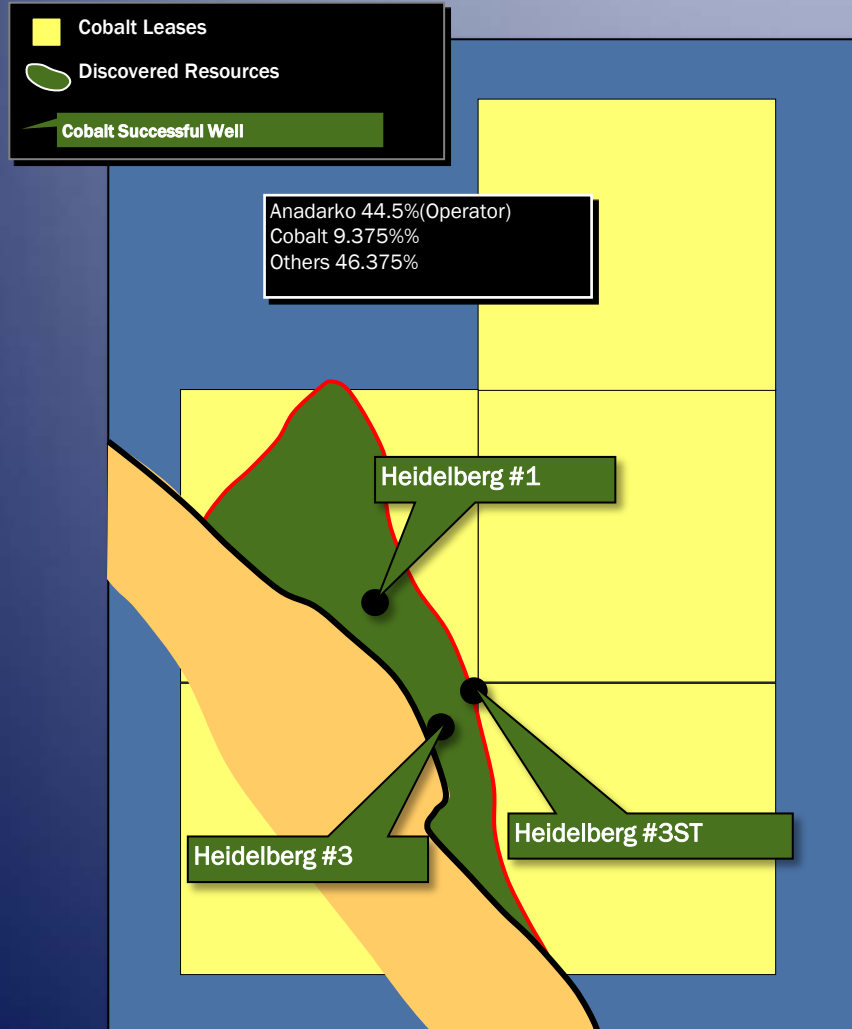 Cobalt Leases
Discovered Resources
Cobalt Successful Well
Anadarko 44.5%(Operator)
Cobalt 9.375%%
Others 46.375%
Heidelberg #1
Heidelberg #3ST
Heidelberg #3